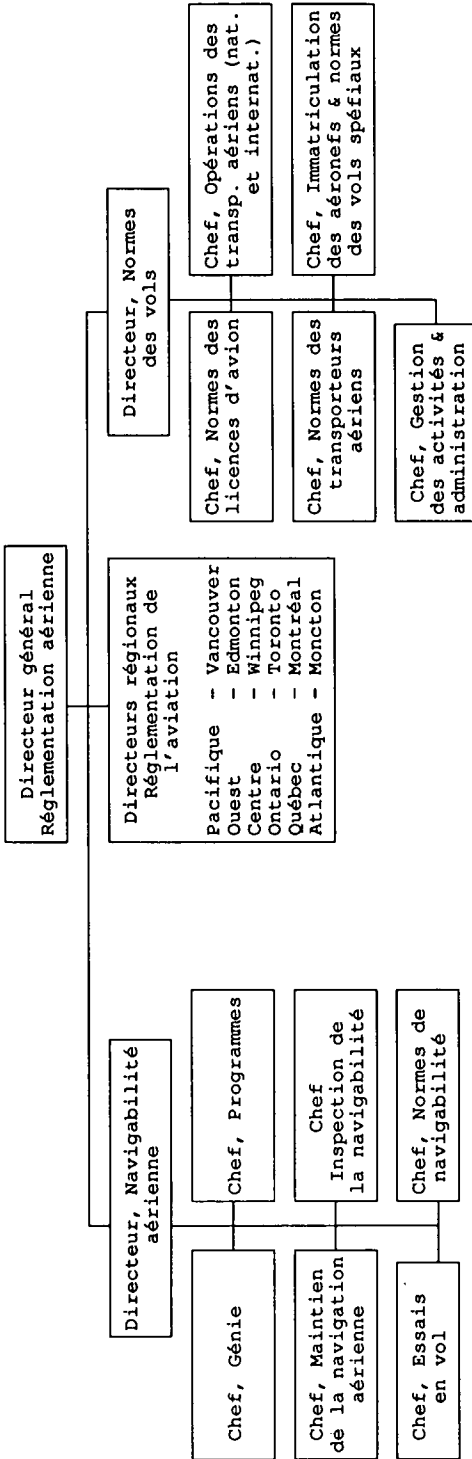 Directeur général
Réglementation aérienne
Directeur, Navigabilité
aérienne
Chef, Génie
Chef, Programmes
Chef, Maintien
de la navigation
aérienne
Chef
Inspection de
la navigabilité
Chef, Essais
en vol
Chef, Normes de
navigabilité
Directeurs régionaux
Réglementation de
l'aviation
Pacifique – Vancouver
Ouest – Edmonton
Centre – Winnipeg
Ontario – Toronto
Québec – Montréal
Atlantique – Moncton
Directeur, Normes
des vols
Chef, Normes des
licences d'avion
Chef, Opérations des
transp. aériens (nat.
et internat.)
Chef, Normes des
transporteurs
aériens
Chef, Immatriculation
des aéronefs & normes
des vols spéfiaux
Chef, Gestion
des activités &
administration